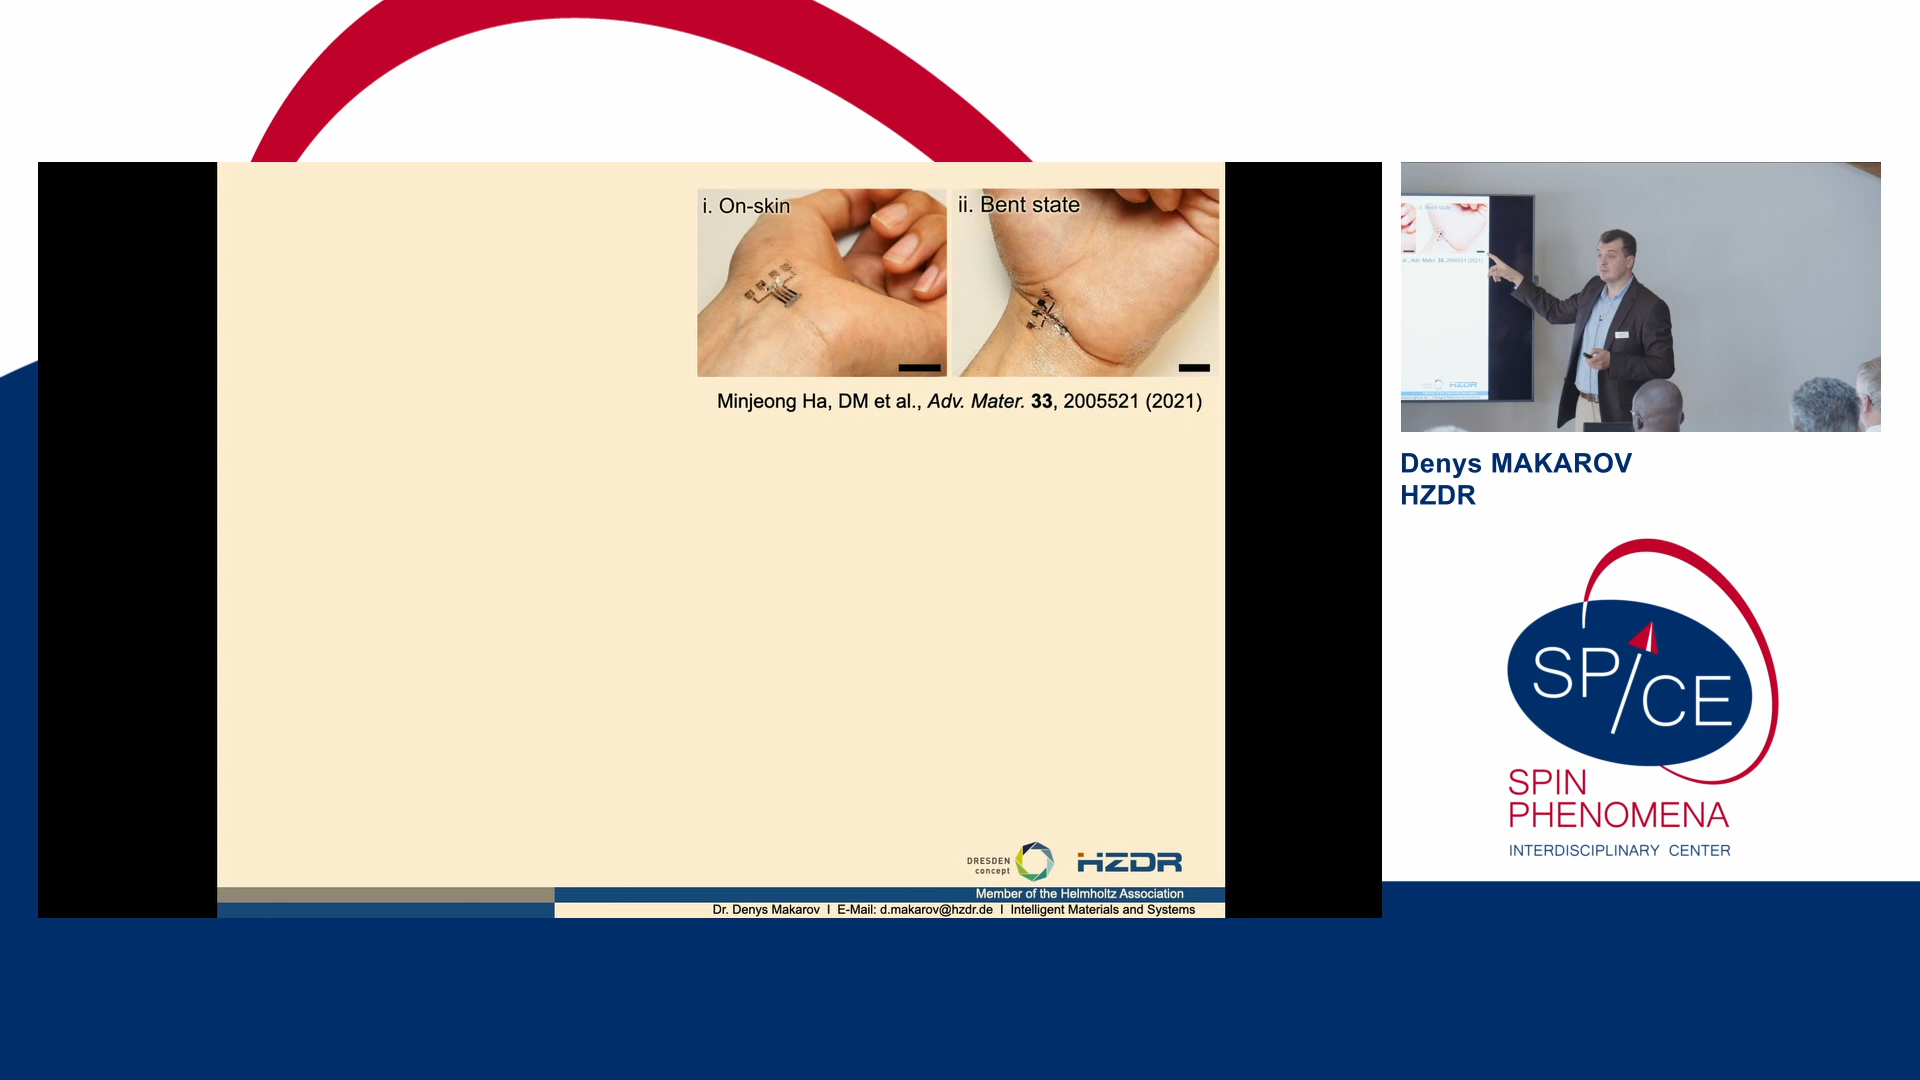 i. On-skin
ii. Bent state
Minjeong Ha, DM et al., Adv. Mater. 33, 2005521 (2021)
DRESDEN
concept
HZDR
Member of the Helmholtz Association
Dr. Denys Makarov I E-Mail: d.makarov@hzdr.de I Intelligent Materials and Systems
Denys MAKAROV
HZDR
SPICE
SPIN
PHENOMENA
INTERDISCIPLINARY CENTER